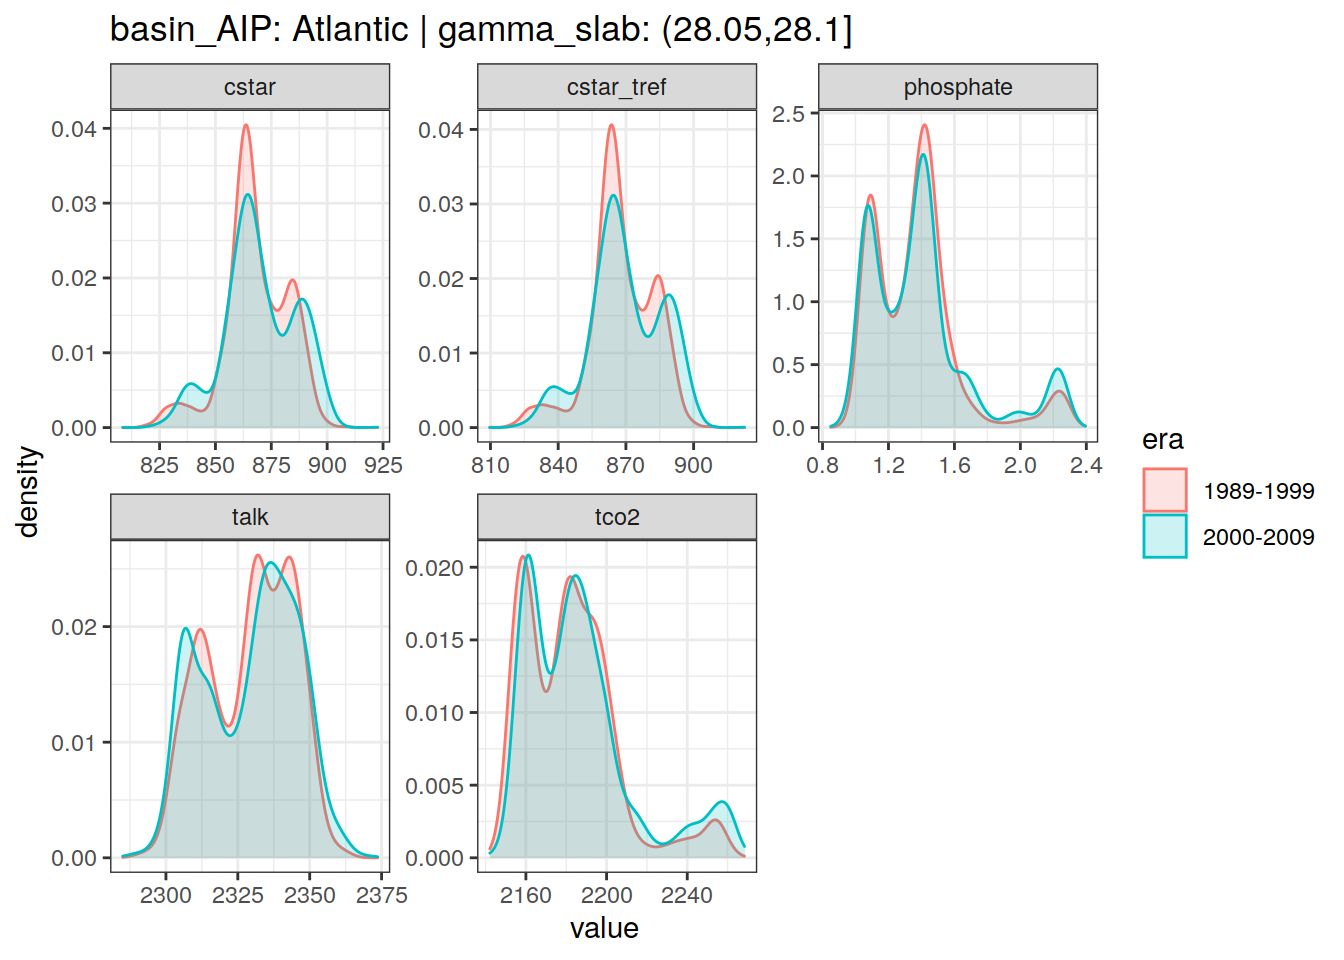 basin_AIP: Atlantic | gamma_slab: (28.05,28.1]
cstar
cstar_tref
phosphate
0.04
0.03
0.02
0.01
0.00
825 850 875 900 925
0.04
0.03
0.02
0.01
0.00
810 840 870 900
2.5
2.0
1.5
1.0
0.5
0.0
0.8 1.2 1.6 2.0 2.4
talk
tco2
0.02
0.01
0.00
2300 2325 2350 2375
0.020
0.015
0.010
0.005
0.000
2160 2200 2240
density
value
era
1989-1999
2000-2009